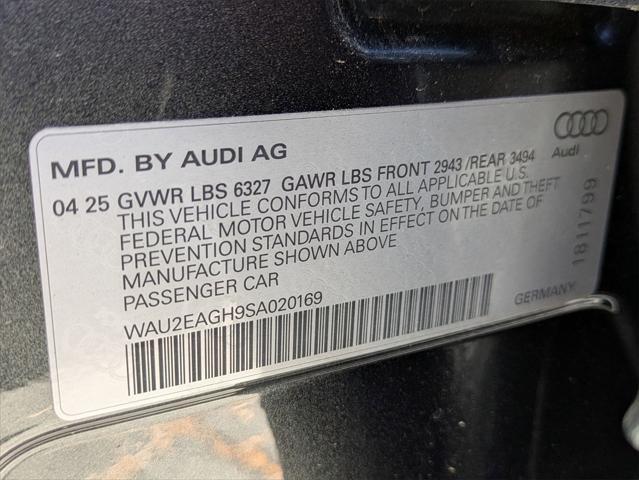 MFD. BY AUDI AG
Audi
04 25 GVWR LBS 6327 GAWR LBS FRONT 2943 /REAR 3494
THIS VEHICLE CONFORMS TO ALL APPLICABLE U.S.
FEDERAL MOTOR VEHICLE SAFETY, BUMPER AND THEFT
PREVENTION STANDARDS IN EFFECT ON THE DATE OF
MANUFACTURE SHOWN ABOVE
PASSENGER CAR
WAU2EAGH9SA020169
GERMANY
1811799